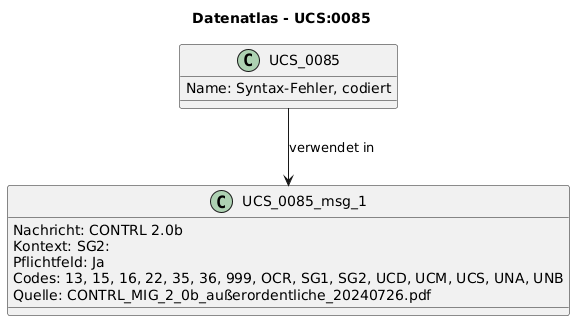 Datenatlas - UCS:0085
C UCS_0085
Name: Syntax-Fehler, codiert
verwendet in
C UCS_0085_msg_1
Nachricht: CONTRL 2.0b
Kontext: SG2:
Pflichtfeld: Ja
Codes: 13, 15, 16, 22, 35, 36, 999, OCR, SG1, SG2, UCD, UCM, UCS, UNA, UNB
Quelle: CONTRL_MIG_2_0b_außerordentliche_20240726.pdf